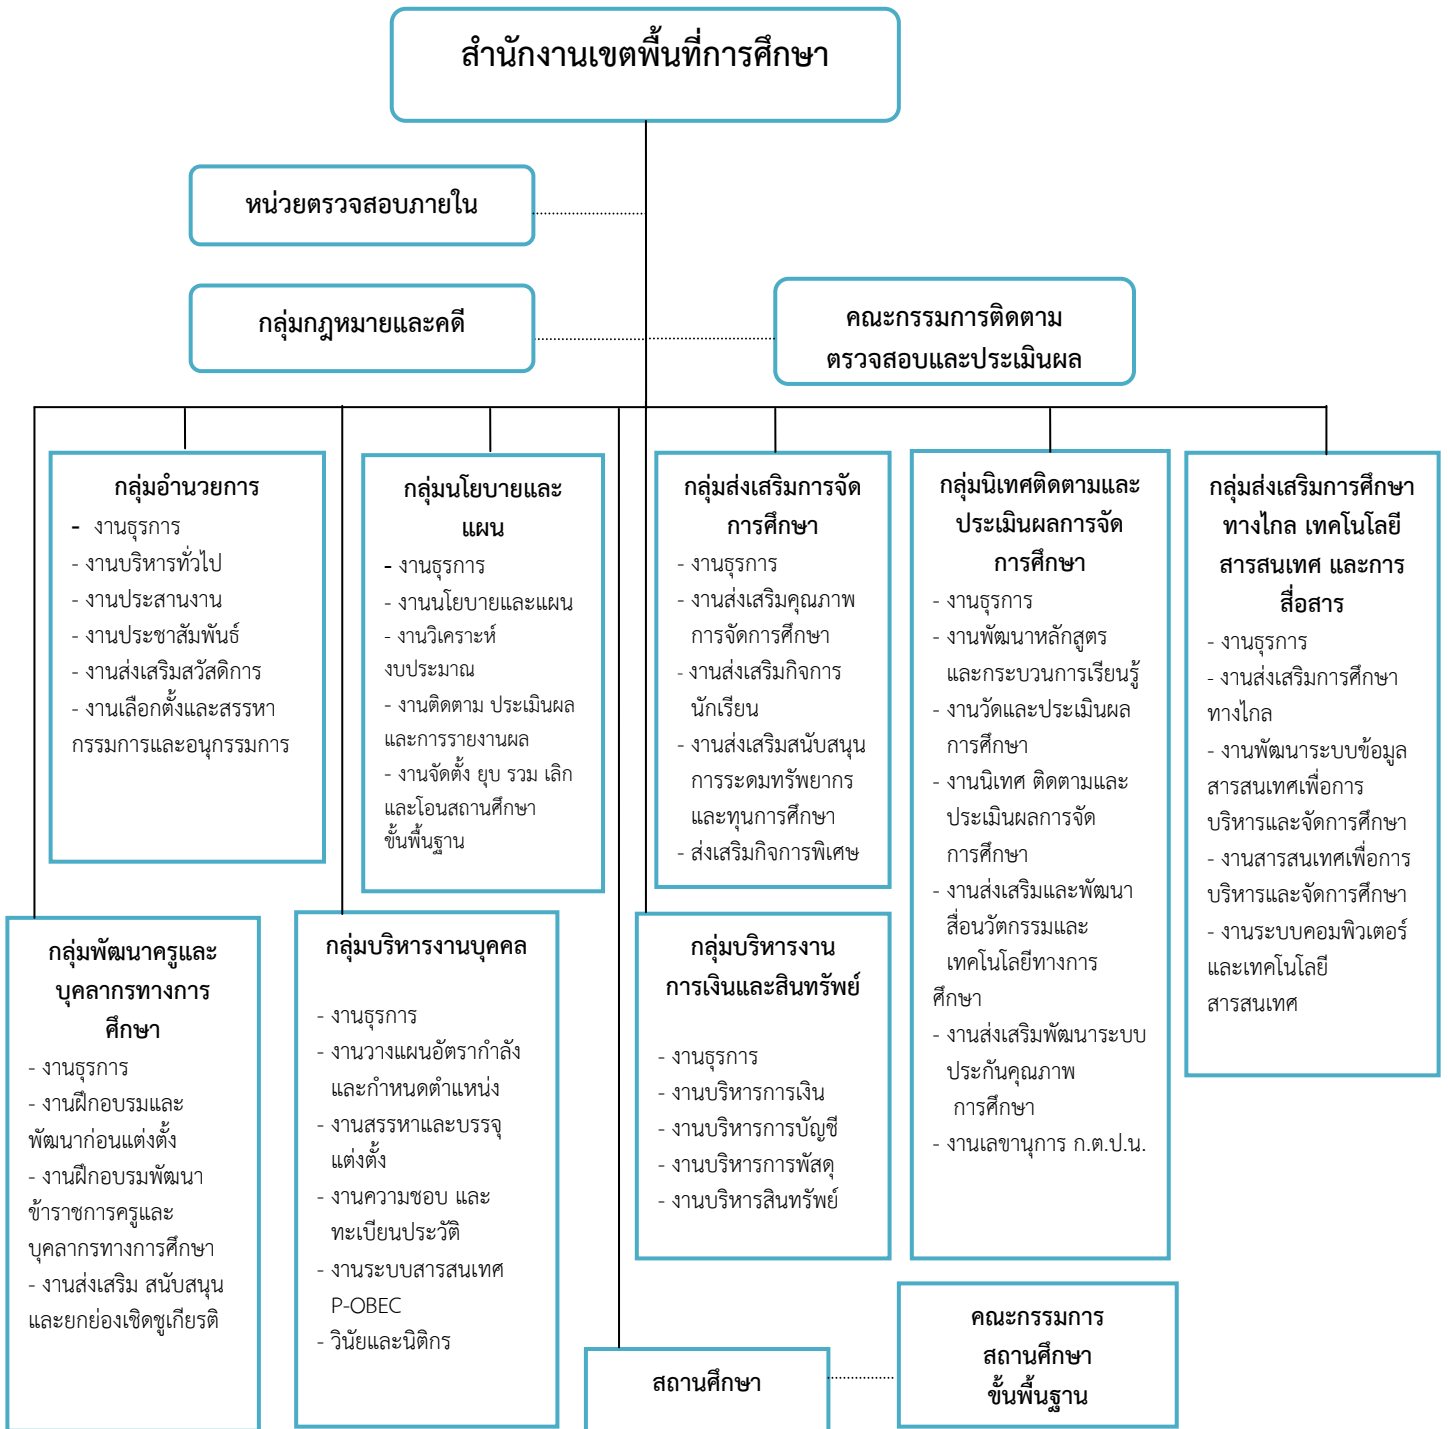 สำนักงานเขตพื้นที่การศึกษา
หน่วยตรวจสอบภายใน
กลุ่มกฎหมายและคดี
คณะกรรมการติดตาม
ตรวจสอบและประเมินผล
กลุ่มอำนวยการ
- งานธุรการ
- งานบริหารทั่วไป
- งานประสานงาน
- งานประชาสัมพันธ์
- งานส่งเสริมสวัสดิการ
- งานเลือกตั้งและสรรหา
กรรมการและอนุกรรมการ
กลุ่มนโยบายและ
แผน
- งานธุรการ
- งานนโยบายและแผน
- งานวิเคราะห์
งบประมาณ
- งานติดตาม ประเมินผล
และการรายงานผล
- งานจัดตั้ง ยุบ รวม เลิก
และโอนสถานศึกษา
ขั้นพื้นฐาน
กลุ่มส่งเสริมการจัด
การศึกษา
- งานธุรการ
- งานส่งเสริมคุณภาพ
การจัดการศึกษา
- งานส่งเสริมกิจการ
นักเรียน
- งานส่งเสริมสนับสนุน
การระดมทรัพยากร
และทุนการศึกษา
- ส่งเสริมกิจการพิเศษ
กลุ่มนิเทศติดตามและ
ประเมินผลการจัด
การศึกษา
- งานธุรการ
- งานพัฒนาหลักสูตร
และกระบวนการเรียนรู้
- งานวัดและประเมินผล
การศึกษา
- งานนิเทศ ติดตามและ
ประเมินผลการจัด
การศึกษา
- งานส่งเสริมและพัฒนา
สื่อนวัตกรรมและ
เทคโนโลยีทางการ
ศึกษา
- งานส่งเสริมพัฒนาระบบ
ประกันคุณภาพ
การศึกษา
- งานเลขานุการ ก.ต.ป.น.
กลุ่มส่งเสริมการศึกษา
ทางไกล เทคโนโลยี
สารสนเทศ และการ
สื่อสาร
- งานธุรการ
- งานส่งเสริมการศึกษา
ทางไกล
- งานพัฒนาระบบข้อมูล
สารสนเทศเพื่อการ
บริหารและจัดการศึกษา
- งานสารสนเทศเพื่อการ
บริหารและจัดการศึกษา
- งานระบบคอมพิวเตอร์
และเทคโนโลยี
สารสนเทศ
กลุ่มพัฒนาครูและ
บุคลากรทางการ
ศึกษา
- งานธุรการ
- งานฝึกอบรมและ
พัฒนาก่อนแต่งตั้ง
- งานฝึกอบรมพัฒนา
ข้าราชการครูและ
บุคลากรทางการศึกษา
- งานส่งเสริม สนับสนุน
และยกย่องเชิดชูเกียรติ
กลุ่มบริหารงานบุคคล
- งานธุรการ
- งานวางแผนอัตรากำลัง
และกำหนดตำแหน่ง
- งานสรรหาและบรรจุ
แต่งตั้ง
- งานความชอบ และ
ทะเบียนประวัติ
- งานระบบสารสนเทศ
P-OBEC
- วินัยและนิติกร
กลุ่มบริหารงาน
การเงินและสินทรัพย์
- งานธุรการ
- งานบริหารการเงิน
- งานบริหารการบัญชี
- งานบริหารการพัสดุ
- งานบริหารสินทรัพย์
สถานศึกษา
คณะกรรมการ
สถานศึกษา
ขั้นพื้นฐาน